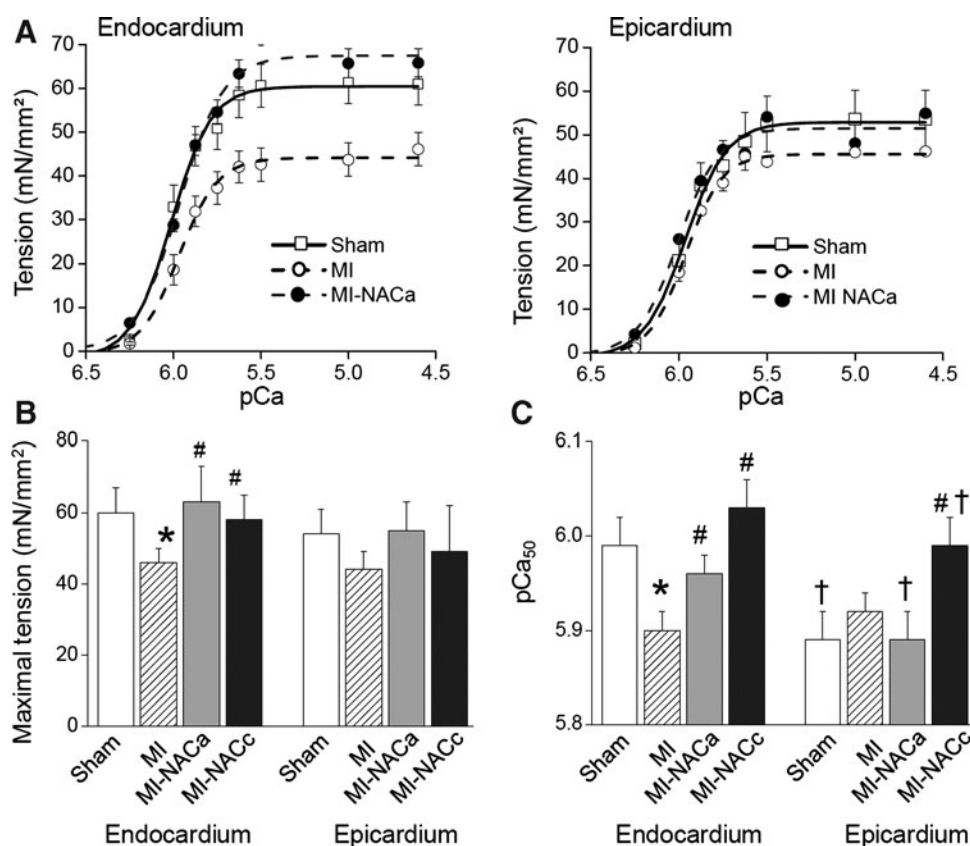 A
Endocardium
Tension (mN/mm²)
70
60
50
40
30
20
10
0
6.5 6.0 5.5 5.0 4.5
pCa
Sham
MI
MI-NACa
Epicardium
Tension (mN/mm²)
70
60
50
40
30
20
10
0
6.5 6.0 5.5 5.0 4.5
pCa
Sham
MI
MI NACa
B
Maximal tension (mN/mm²)
80
60
40
20
0
*
#
#
Sham MI MI-NACa MI-NACc Sham MI MI-NACa MI-NACc
Endocardium Epicardium
C
pCa₅₀
6.1
6.0
5.9
5.8
*
#
#
†
†
# †
Sham MI MI-NACa MI-NACc Sham MI MI-NACa MI-NACc
Endocardium Epicardium